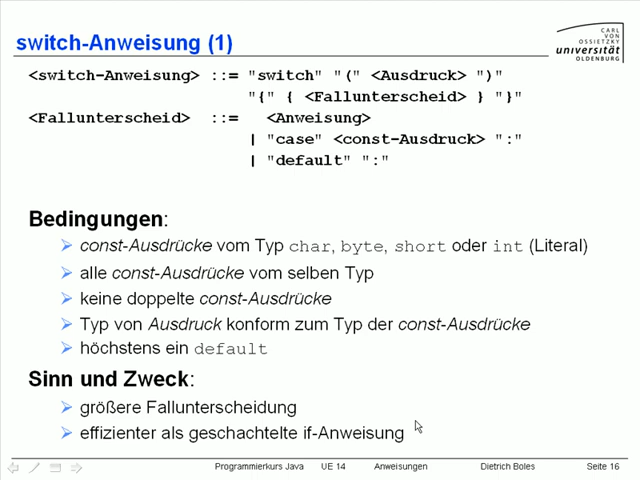 switch-Anweisung (1)
CARL
VON
OSSIETZKY
universität
OLDENBURG
<switch-Anweisung> ::= "switch" "(" <Ausdruck> ")"
"{" { <Fallunterscheid> } "}"
<Fallunterscheid> ::= <Anweisung>
| "case" <const-Ausdruck> ":"
| "default" ":"
Bedingungen:
const-Ausdrücke vom Typ char, byte, short oder int (Literal)
alle const-Ausdrücke vom selben Typ
keine doppelte const-Ausdrücke
Typ von Ausdruck konform zum Typ der const-Ausdrücke
höchstens ein default
Sinn und Zweck:
größere Fallunterscheidung
effizienter als geschachtelte if-Anweisung
Programmierkurs Java UE 14 Anweisungen Dietrich Boles Seite 16